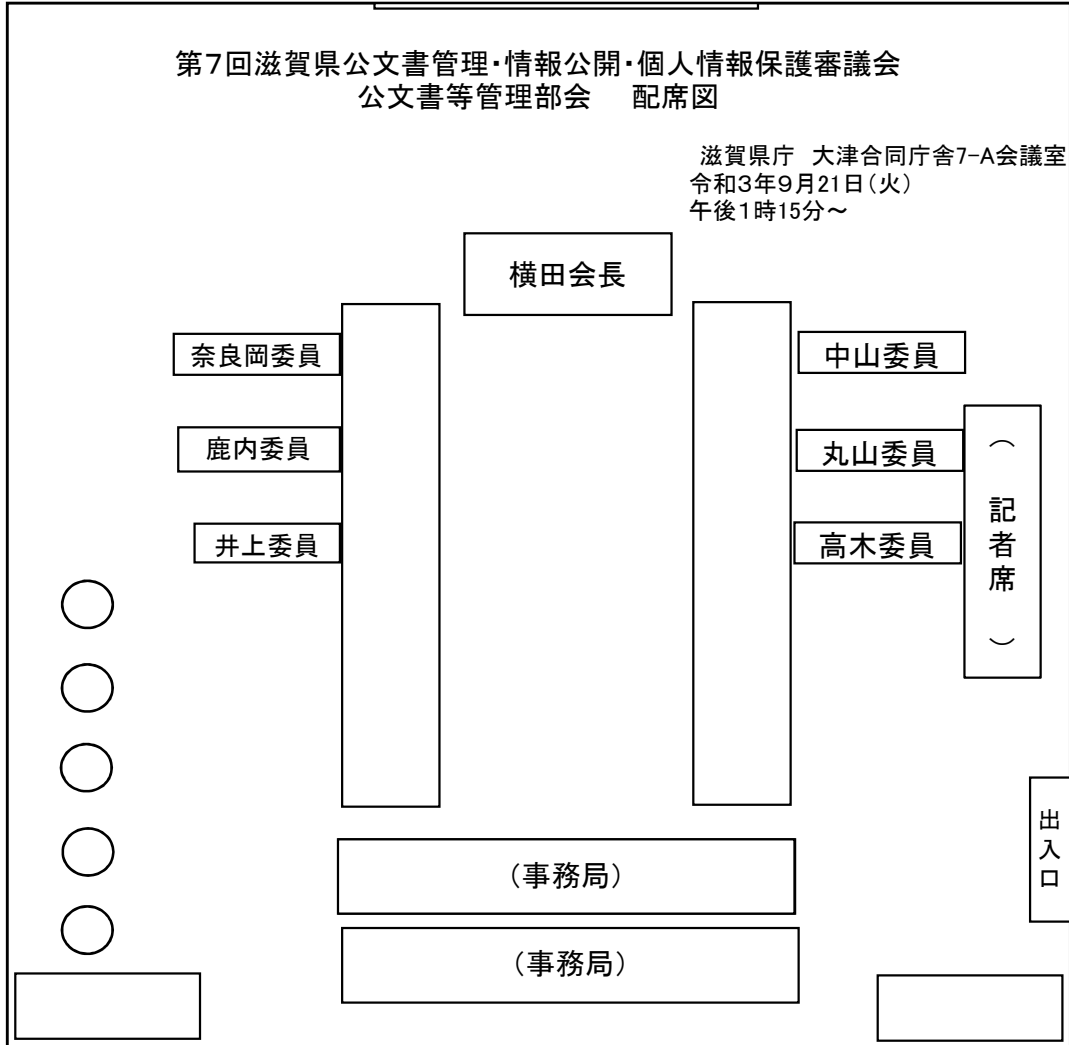 第7回滋賀県公文書管理・情報公開・個人情報保護審議会
公文書等管理部会　配席図
滋賀県庁 大津合同庁舎7-A会議室
令和3年9月21日(火)
午後1時15分～
横田会長
奈良岡委員
中山委員
鹿内委員
丸山委員
井上委員
高木委員
（記者席）
出入口
（事務局）
（事務局）